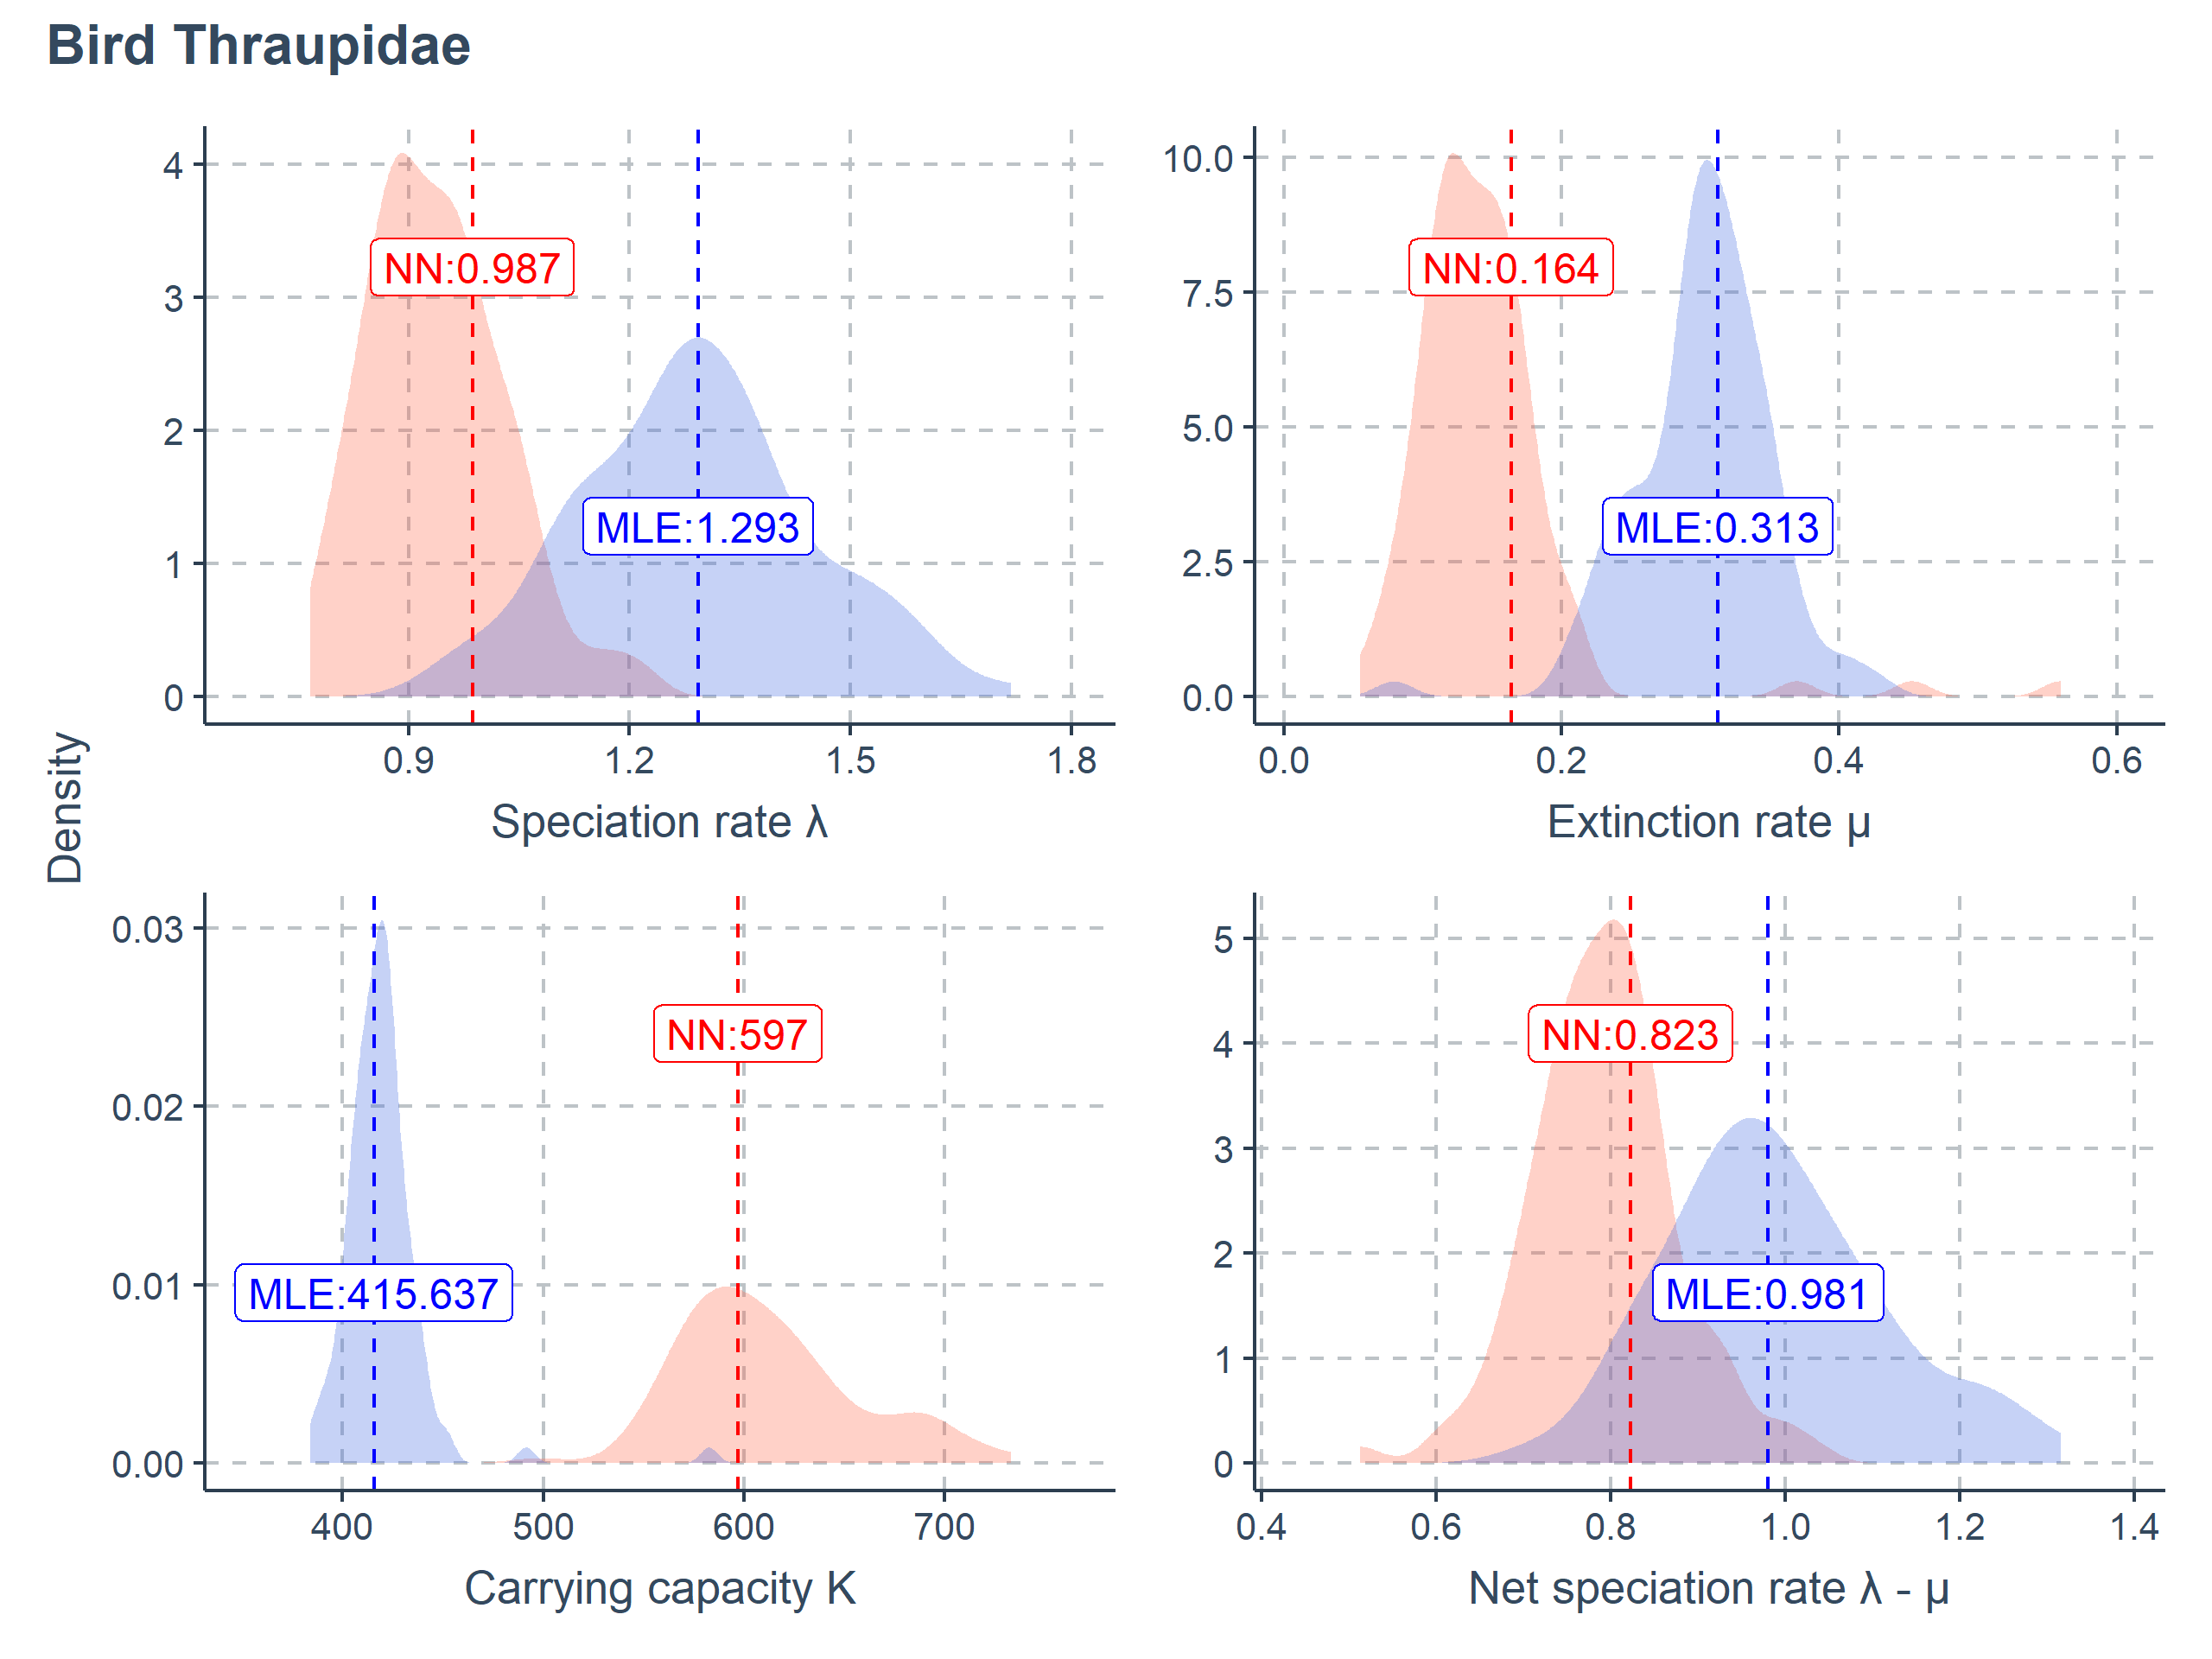 Bird Thraupidae
Density
4
3
2
1
0
NN:0.987
MLE:1.293
0.9 1.2 1.5 1.8
Speciation rate λ
10.0
7.5
5.0
2.5
0.0
NN:0.164
MLE:0.313
0.0 0.2 0.4 0.6
Extinction rate μ
0.03
0.02
0.01
0.00
NN:597
MLE:415.637
400 500 600 700
Carrying capacity K
5
4
3
2
1
0
NN:0.823
MLE:0.981
0.4 0.6 0.8 1.0 1.2 1.4
Net speciation rate λ - μ